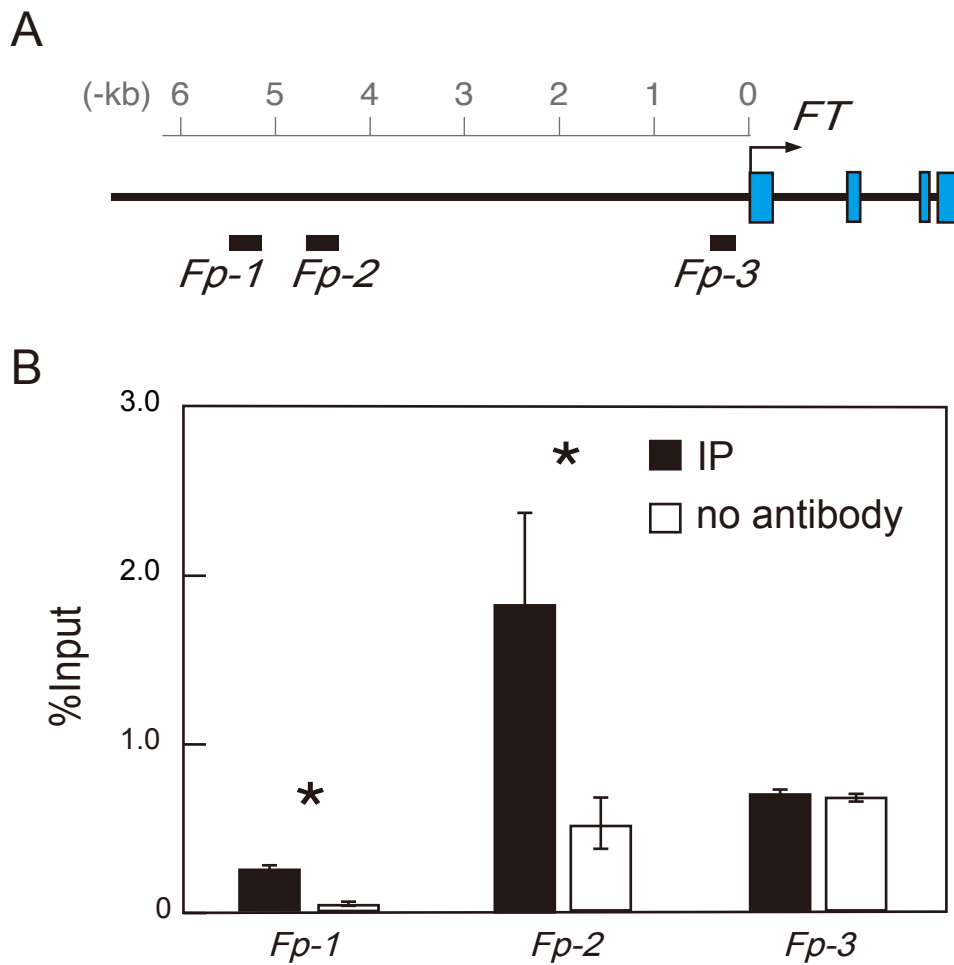 A
(-kb) 6 5 4 3 2 1 0
FT
Fp-1 Fp-2 Fp-3
B
3.0
2.0
1.0
0
%Input
* *
IP
no antibody
Fp-1 Fp-2 Fp-3